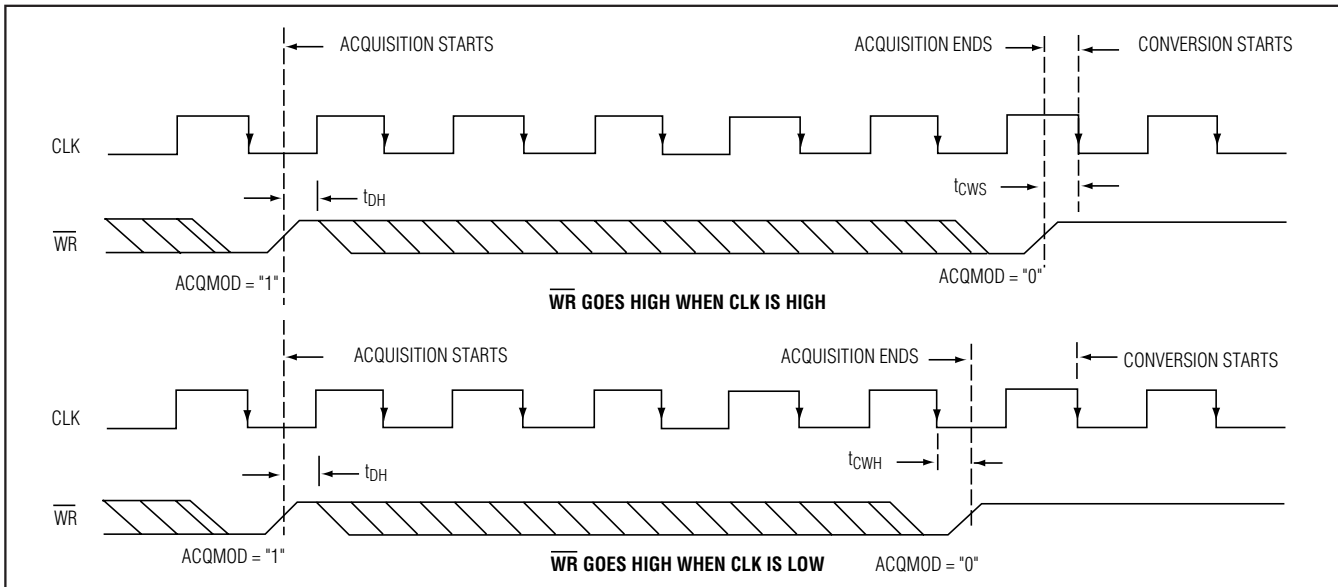 ACQUISITION STARTS
ACQUISITION ENDS
CONVERSION STARTS
CLK
tDH
tCWS
WR
ACQMOD = "1"
ACQMOD = "0"
WR GOES HIGH WHEN CLK IS HIGH
ACQUISITION STARTS
ACQUISITION ENDS
CONVERSION STARTS
CLK
tDH
tCWH
WR
ACQMOD = "1"
WR GOES HIGH WHEN CLK IS LOW
ACQMOD = "0"